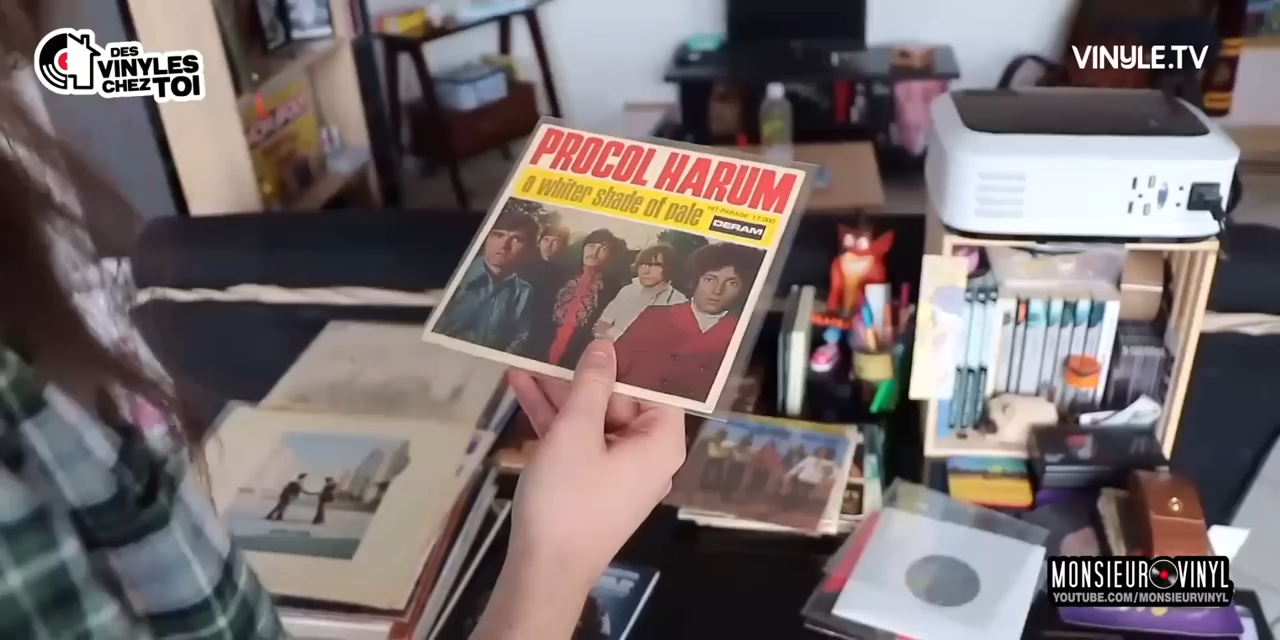 DES
VINYLES
CHEZ TOI
VINYLE.TV
PROCOL HARUM
a whiter shade of pale
HIT-PARADE 17.000
DERAM
MONSIEUR VINYL
YOUTUBE.COM/MONSIEURVINYL